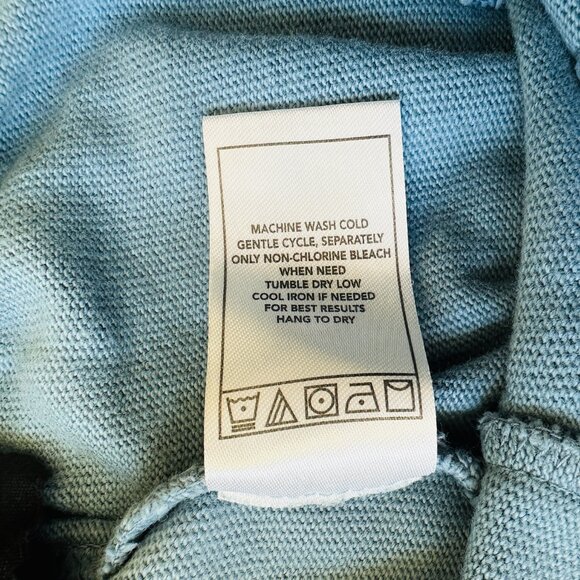 MACHINE WASH COLD
GENTLE CYCLE, SEPARATELY
ONLY NON-CHLORINE BLEACH
WHEN NEED
TUMBLE DRY LOW
COOL IRON IF NEEDED
FOR BEST RESULTS
HANG TO DRY